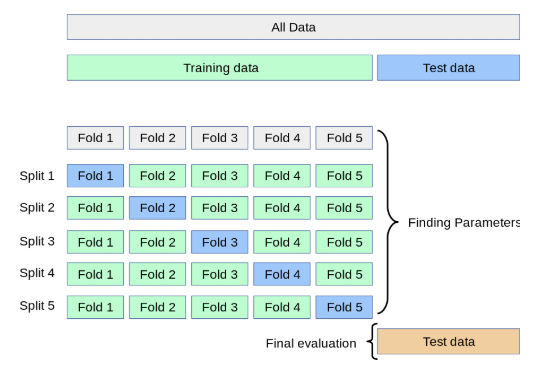 All Data
Training data Test data
Fold 1 Fold 2 Fold 3 Fold 4 Fold 5
Split 1 Fold 1 Fold 2 Fold 3 Fold 4 Fold 5
Split 2 Fold 1 Fold 2 Fold 3 Fold 4 Fold 5
Finding Parameters
Split 3 Fold 1 Fold 2 Fold 3 Fold 4 Fold 5
Split 4 Fold 1 Fold 2 Fold 3 Fold 4 Fold 5
Split 5 Fold 1 Fold 2 Fold 3 Fold 4 Fold 5
Final evaluation Test data